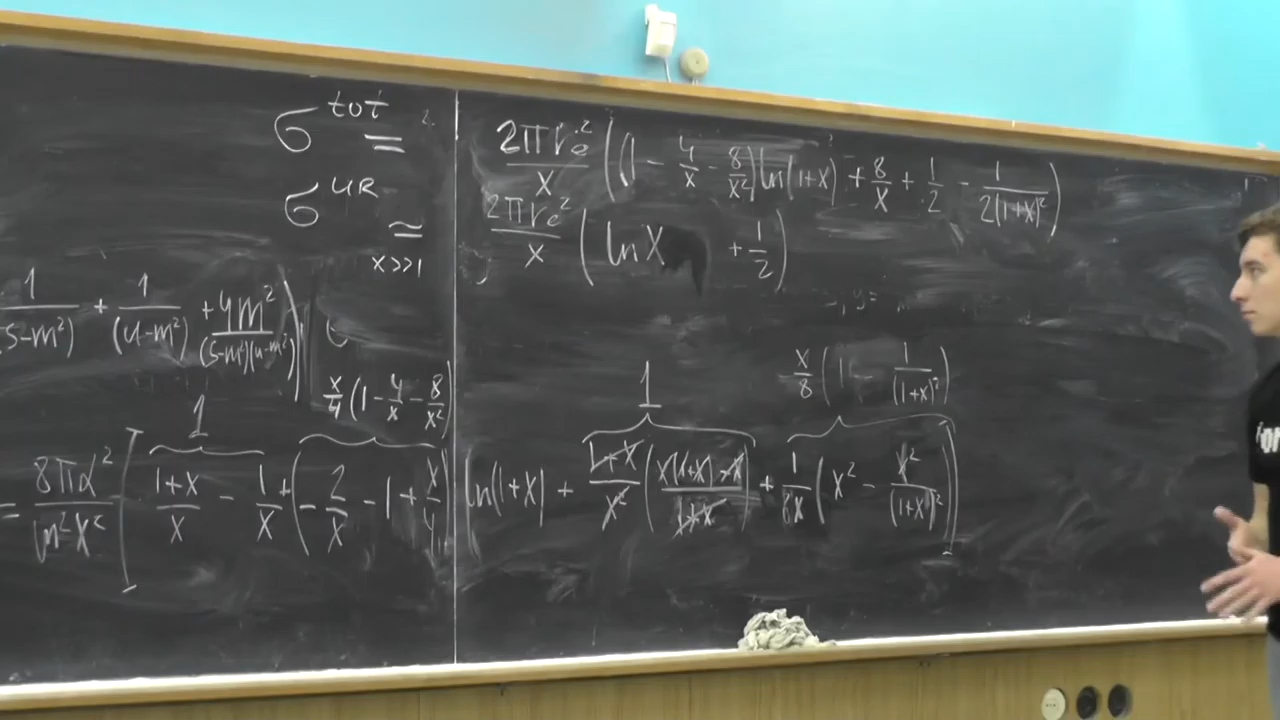 σ^tot = 2πr_e²/x ((1 - 4/x - 8/x²) ln(1+x) + 8/x + 1/2 - 1/(2(1+x)²))
σ^UR ≃ 2πr_e²/x (ln x + 1/2)
x>>1
1/(s-m²) + 1/(u-m²) + 4m²/((s-m²)(u-m²))
x/4 (1 - 4/x - 8/x²)
1
1
x/8 (1 - 1/(1+x)²)
= 8πα²/(m²x²) [(1+x)/x - 1/x + (-2/x - 1 + x/4) ln(1+x) + (1+x)/x² (x(1+x)-x)/(1+x) + 1/8x (x² - x²/(1+x)²)]